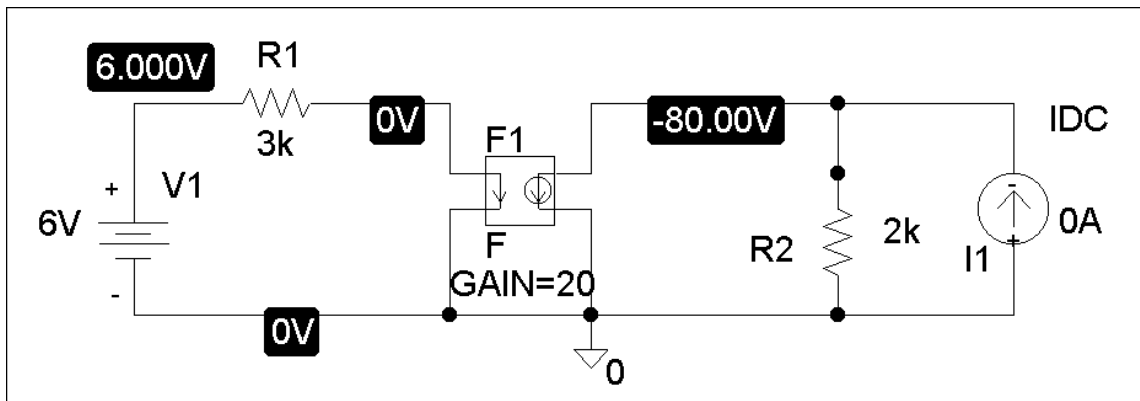 6.000V
R1
3k
0V
F1
F
GAIN=20
-80.00V
IDC
+
V1
6V
-
0V
0
R2
2k
-
+
I1
0A